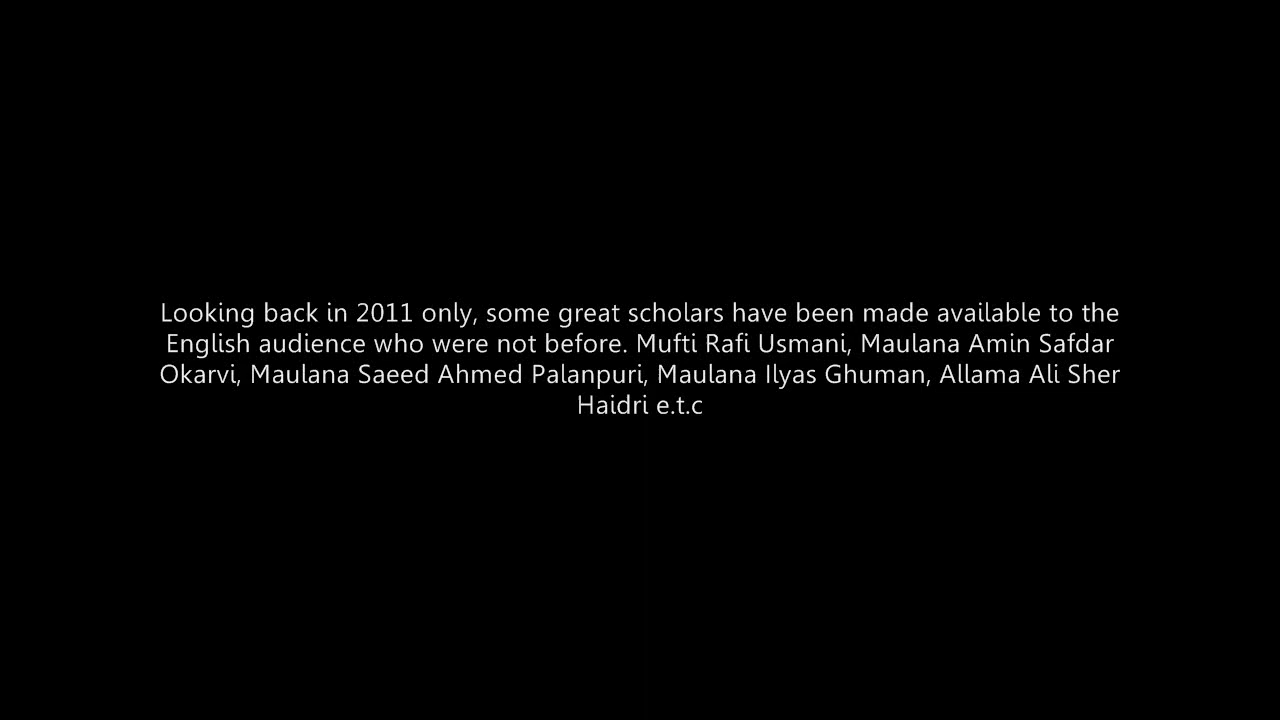 Looking back in 2011 only, some great scholars have been made available to the
English audience who were not before. Mufti Rafi Usmani, Maulana Amin Safdar
Okarvi, Maulana Saeed Ahmed Palanpuri, Maulana Ilyas Ghuman, Allama Ali Sher
Haidri e.t.c